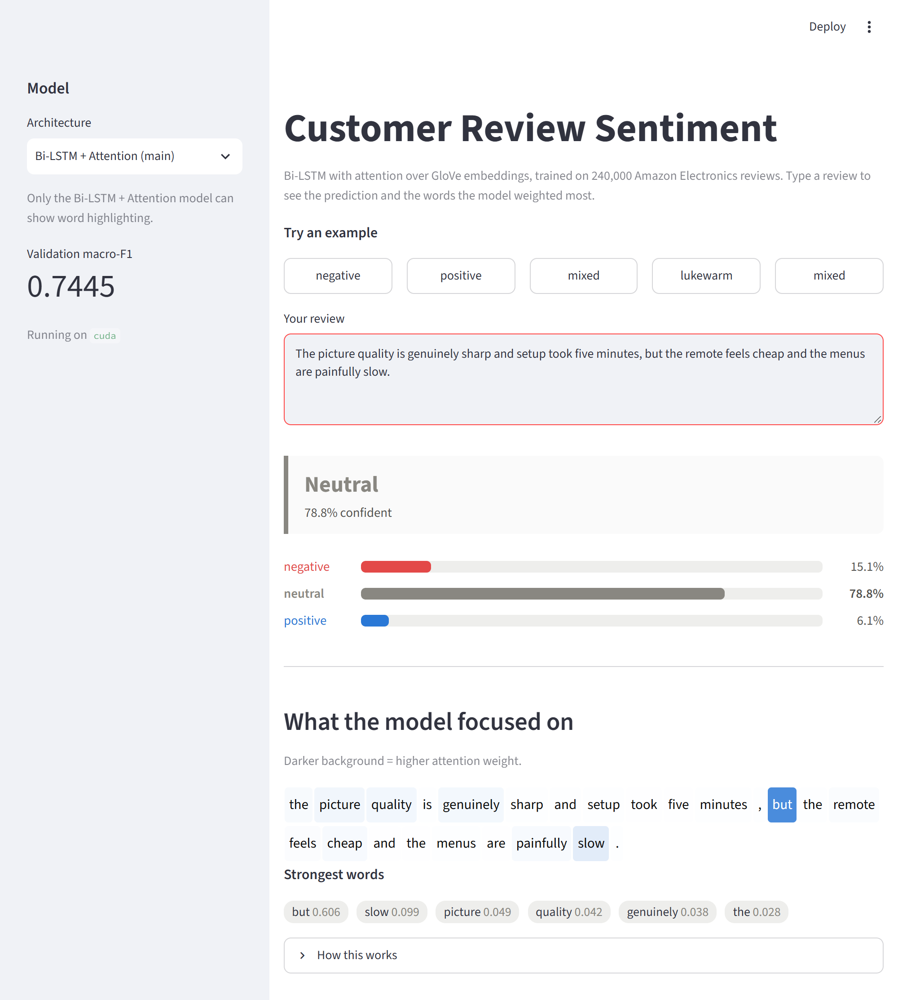 Deploy
Model
Architecture
Bi-LSTM + Attention (main)
Only the Bi-LSTM + Attention model can
show word highlighting.
Validation macro-F1
0.7445
Running on cuda
Customer Review Sentiment
Bi-LSTM with attention over GloVe embeddings, trained on 240,000 Amazon Electronics reviews. Type a review to
see the prediction and the words the model weighted most.
Try an example
negative positive mixed lukewarm mixed
Your review
The picture quality is genuinely sharp and setup took five minutes, but the remote feels cheap and the menus
are painfully slow.
Neutral
78.8% confident
negative 15.1%
neutral 78.8%
positive 6.1%
What the model focused on
Darker background = higher attention weight.
the picture quality is genuinely sharp and setup took five minutes , but the remote
feels cheap and the menus are painfully slow .
Strongest words
but 0.606 slow 0.099 picture 0.049 quality 0.042 genuinely 0.038 the 0.028
How this works